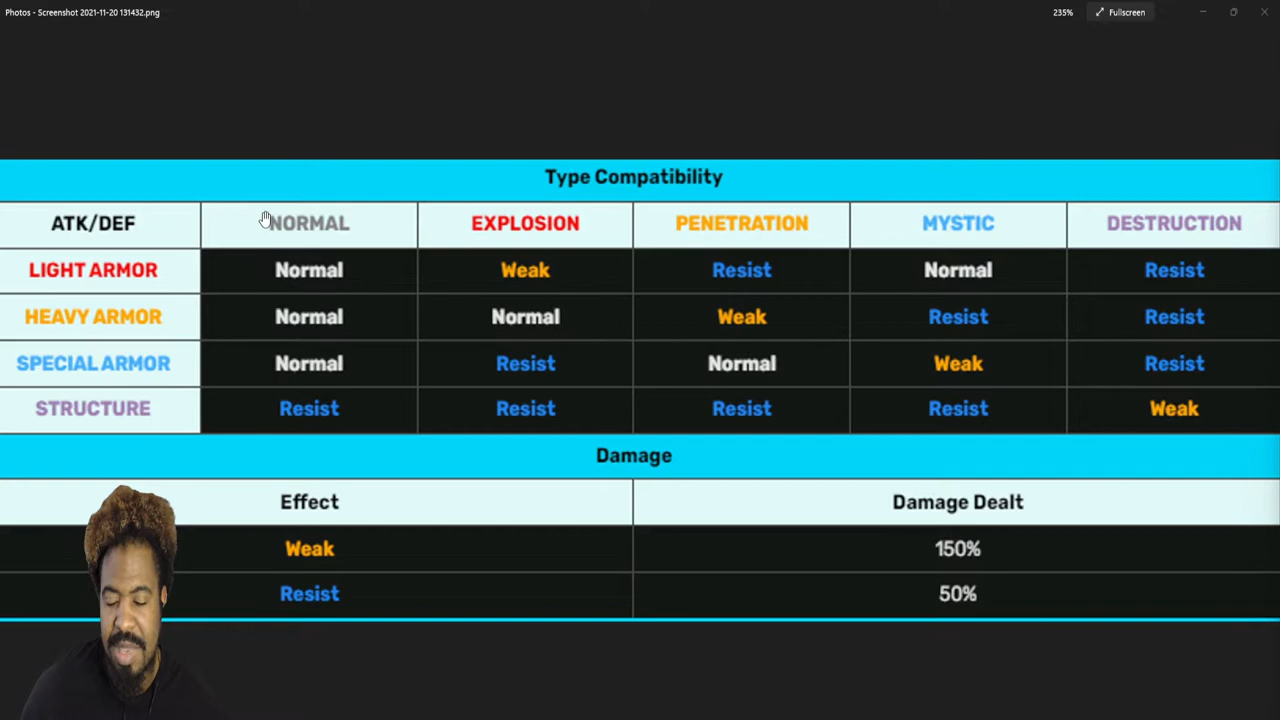 Photos - Screenshot 2021-11-20 131432.png 235% Fullscreen
Type Compatibility
ATK/DEF NORMAL EXPLOSION PENETRATION MYSTIC DESTRUCTION
LIGHT ARMOR Normal Weak Resist Normal Resist
HEAVY ARMOR Normal Normal Weak Resist Resist
SPECIAL ARMOR Normal Resist Normal Weak Resist
STRUCTURE Resist Resist Resist Resist Weak
Damage
Effect Damage Dealt
Weak 150%
Resist 50%